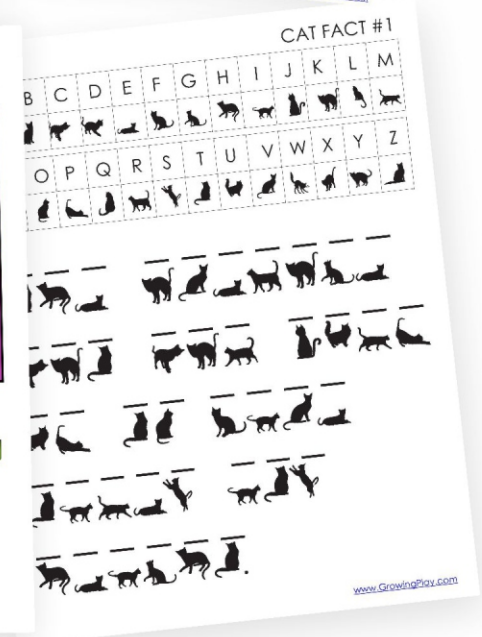 CAT FACT #1
B C D E F G H I J K L M
O P Q R S T U V W X Y Z
www.GrowingPlay.com